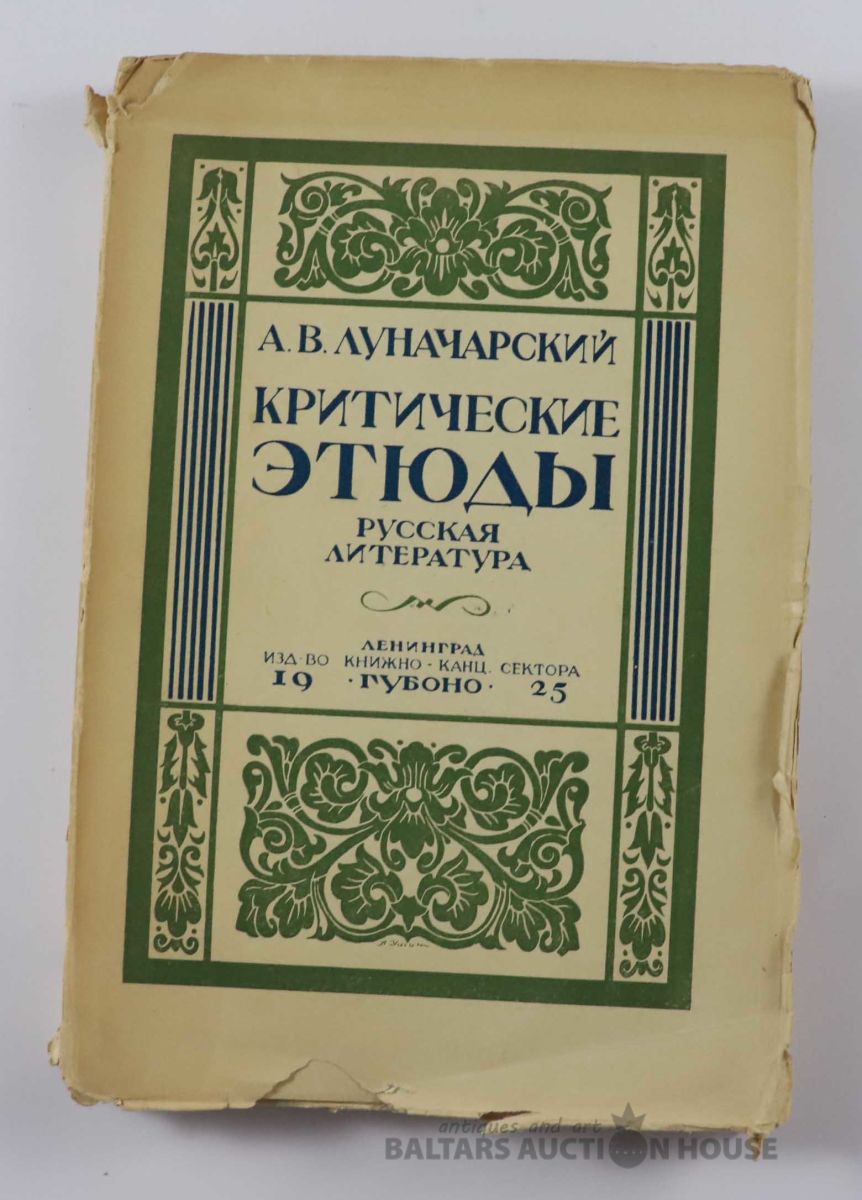 А. В. ЛУНАЧАРСКИЙ
КРИТИЧЕСКИЕ
ЭТЮДЫ
РУССКАЯ
ЛИТЕРАТУРА
ЛЕНИНГРАД
ИЗД-ВО КНИЖНО-КАНЦ. СЕКТОРА
19 · ГУБОНО · 25
antiques and art
BALTARS AUCTION HOUSE